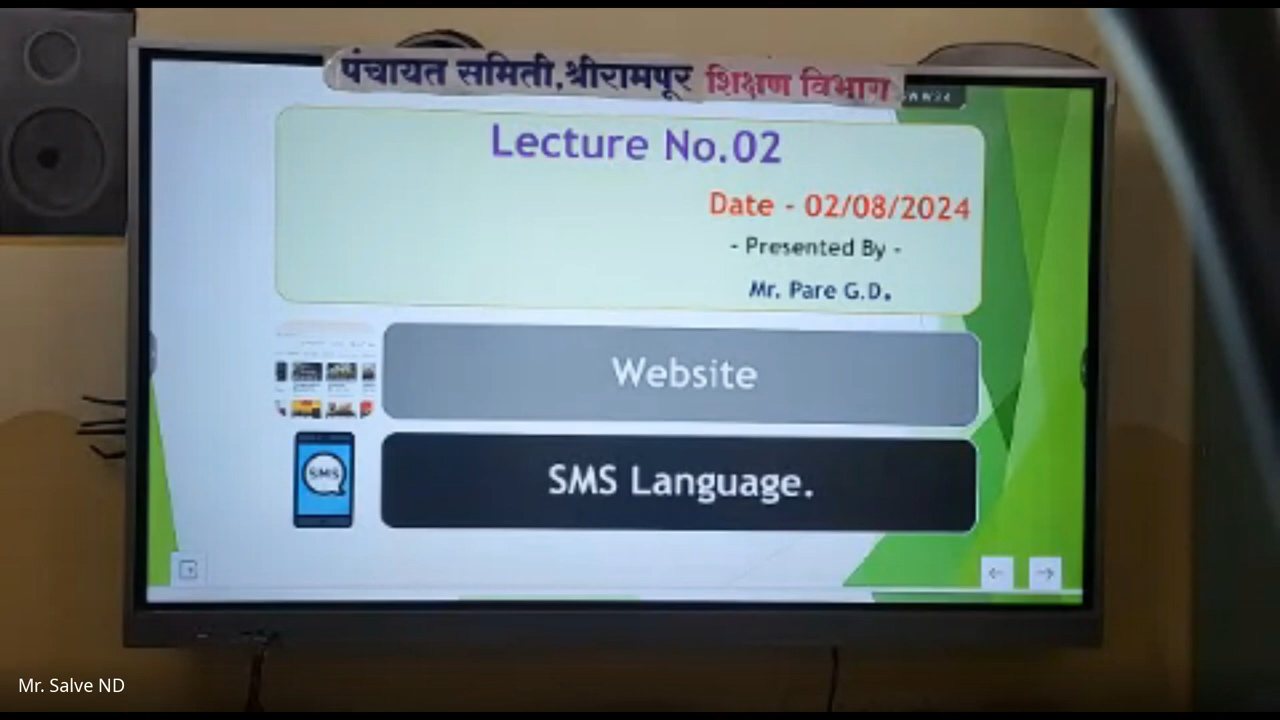 पंचायत समिती,श्रीरामपूर शिक्षण विभाग
Lecture No.02
Date - 02/08/2024
- Presented By -
Mr. Pare G.D.
Website
SMS
SMS Language.
Mr. Salve ND